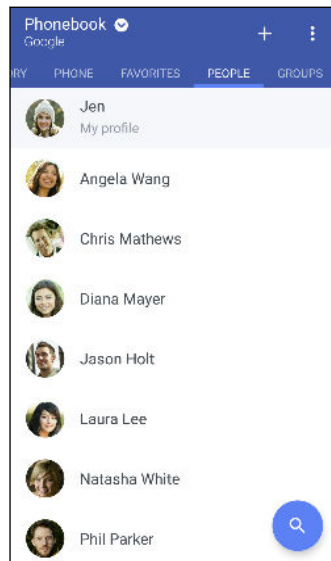 Phonebook
Google
RY PHONE FAVORITES PEOPLE GROUPS
Jen
My profile
Angela Wang
Chris Mathews
Diana Mayer
Jason Holt
Laura Lee
Natasha White
Phil Parker